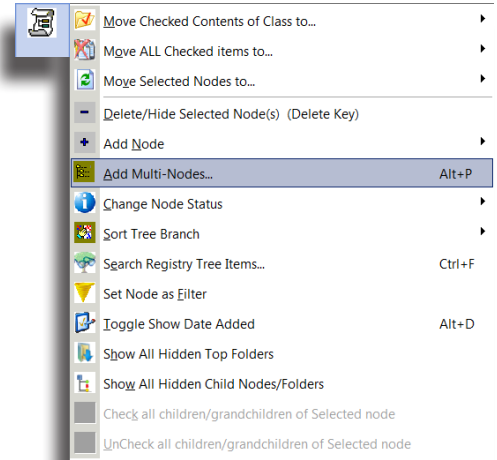 Move Checked Contents of Class to...
Move ALL Checked items to...
Move Selected Nodes to...
Delete/Hide Selected Node(s)  (Delete Key)
Add Node
Add Multi-Nodes... Alt+P
Change Node Status
Sort Tree Branch
Search Registry Tree Items... Ctrl+F
Set Node as Filter
Toggle Show Date Added Alt+D
Show All Hidden Top Folders
Show All Hidden Child Nodes/Folders
Check all children/grandchildren of Selected node
UnCheck all children/grandchildren of Selected node